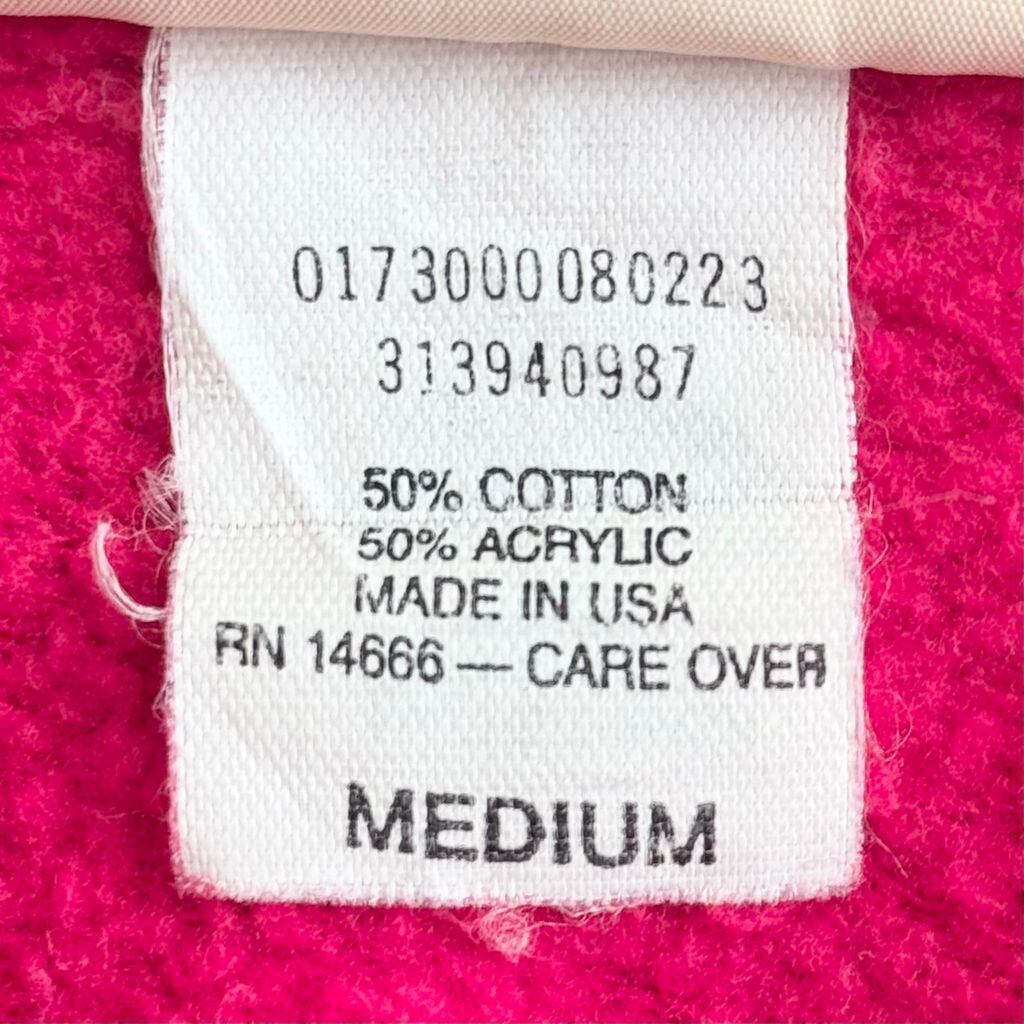 0173000080223
313940987
50% COTTON
50% ACRYLIC
MADE IN USA
RN 14666 — CARE OVER
MEDIUM